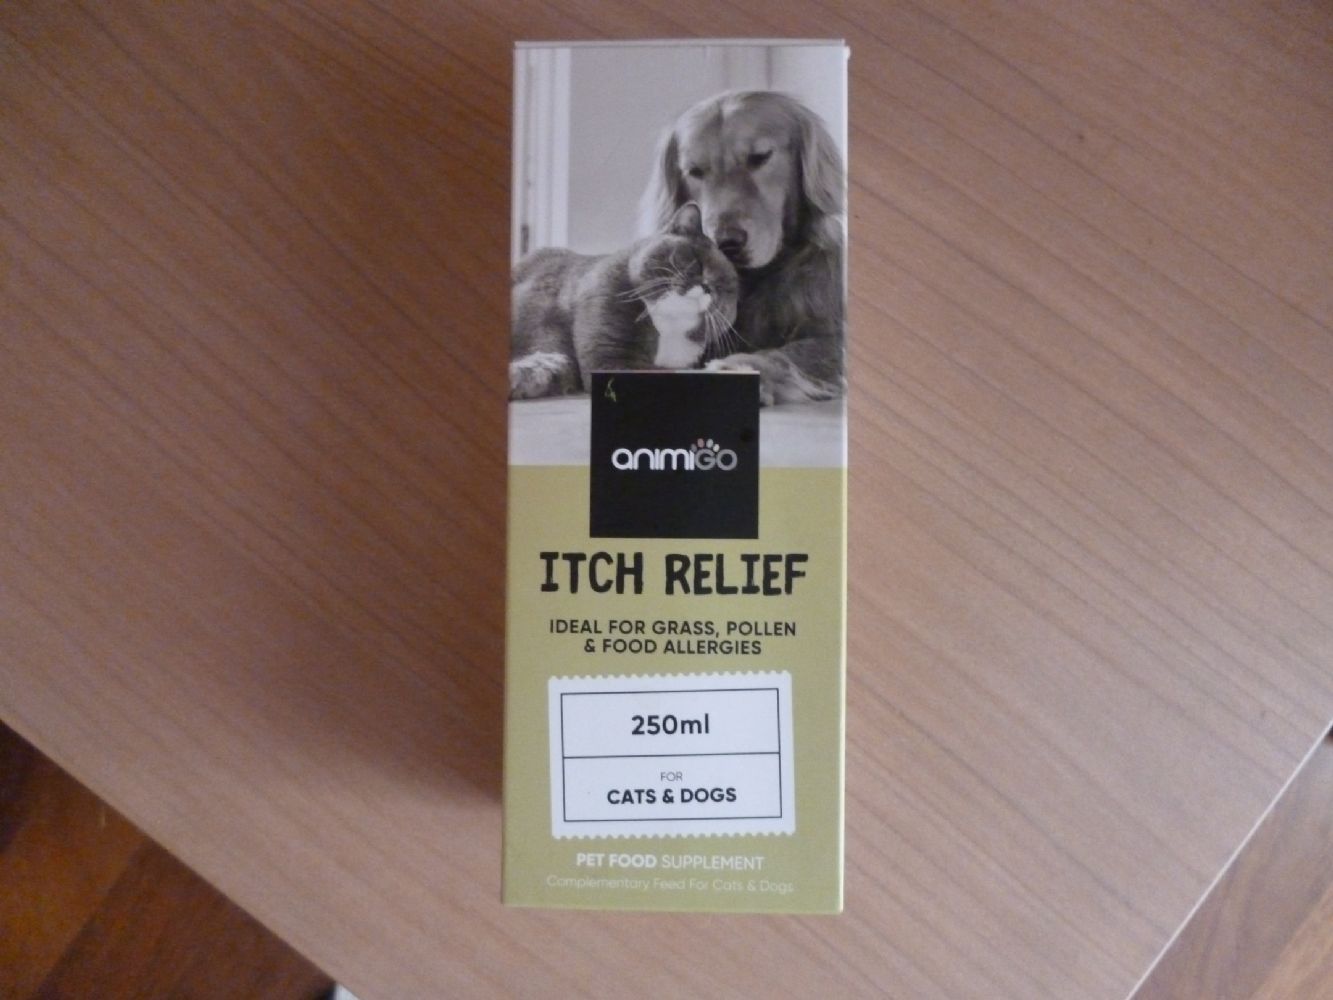 animigo
ITCH RELIEF
IDEAL FOR GRASS, POLLEN
& FOOD ALLERGIES
250ml
FOR
CATS & DOGS
PET FOOD SUPPLEMENT
Complementary Feed For Cats & Dogs